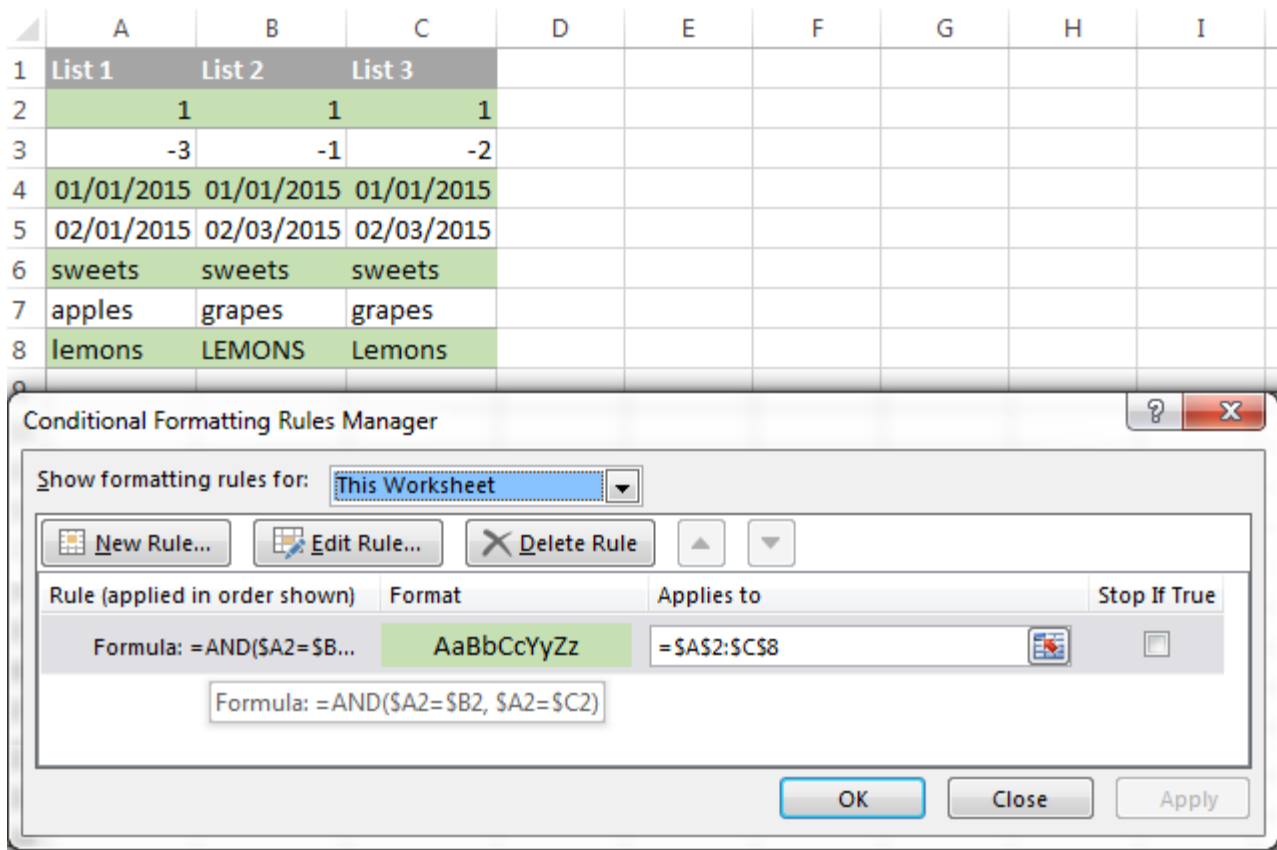 A B C D E F G H I
1 List 1 List 2 List 3
2 1 1 1
3 -3 -1 -2
4 01/01/2015 01/01/2015 01/01/2015
5 02/01/2015 02/03/2015 02/03/2015
6 sweets sweets sweets
7 apples grapes grapes
8 lemons LEMONS Lemons
9
Conditional Formatting Rules Manager ? X
Show formatting rules for: This Worksheet
New Rule... Edit Rule... Delete Rule
Rule (applied in order shown) Format Applies to Stop If True
Formula: =AND($A2=$B... AaBbCcYyZz =$A$2:$C$8
Formula: =AND($A2=$B2, $A2=$C2)
OK Close Apply